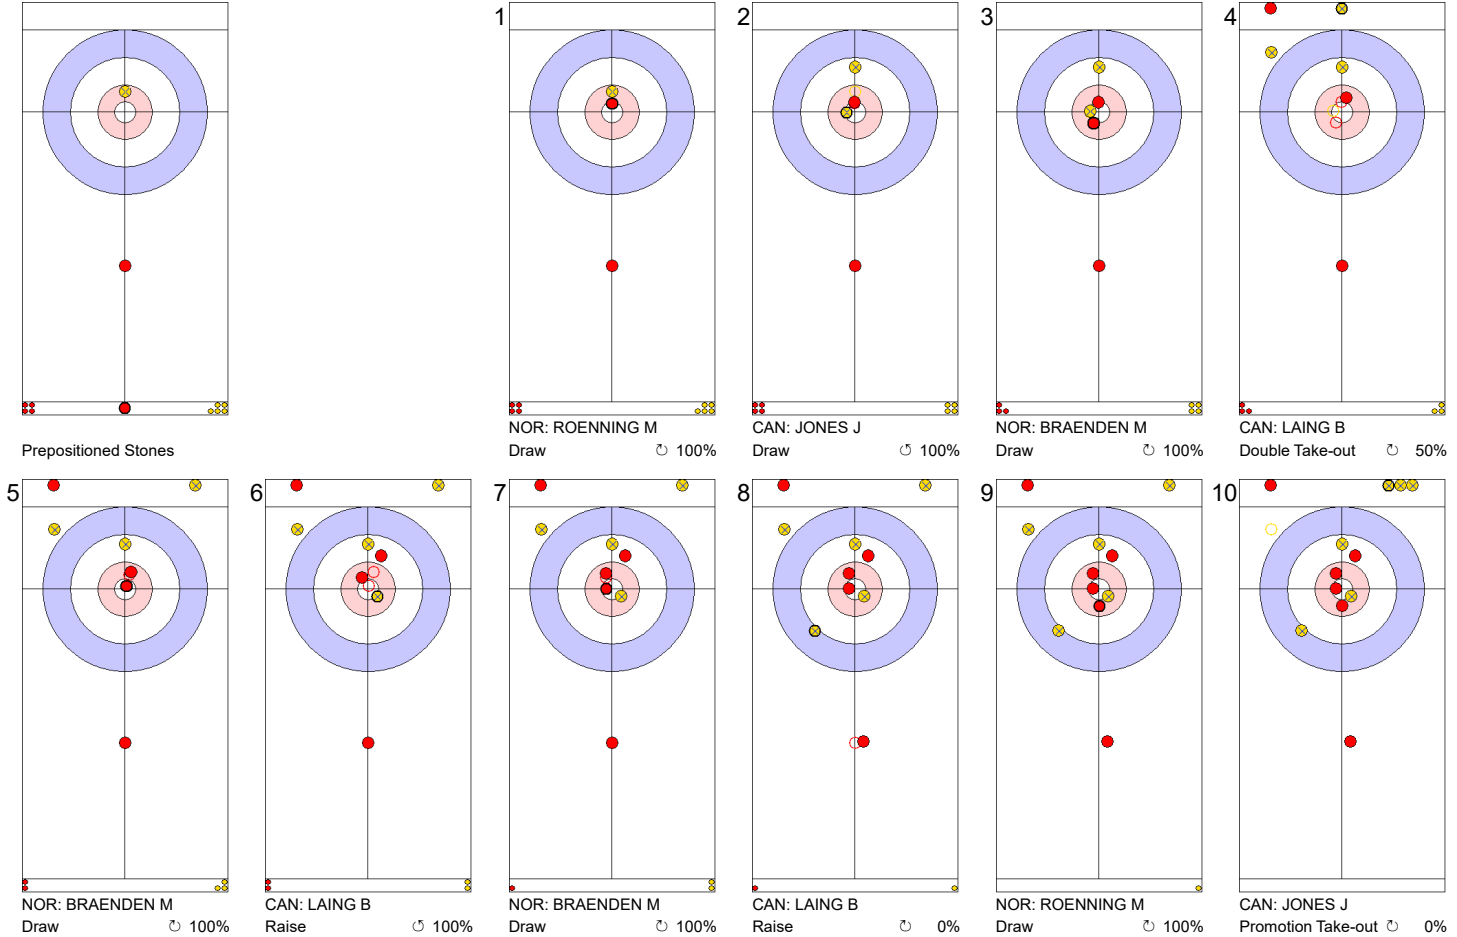 1
2
3
4
Prepositioned Stones
NOR: ROENNING M
Draw ↻ 100%
CAN: JONES J
Draw ↺ 100%
NOR: BRAENDEN M
Draw ↻ 100%
CAN: LAING B
Double Take-out ↻ 50%
5
6
7
8
9
10
NOR: BRAENDEN M
Draw ↻ 100%
CAN: LAING B
Raise ↺ 100%
NOR: BRAENDEN M
Draw ↻ 100%
CAN: LAING B
Raise ↻ 0%
NOR: ROENNING M
Draw ↻ 100%
CAN: JONES J
Promotion Take-out ↻ 0%